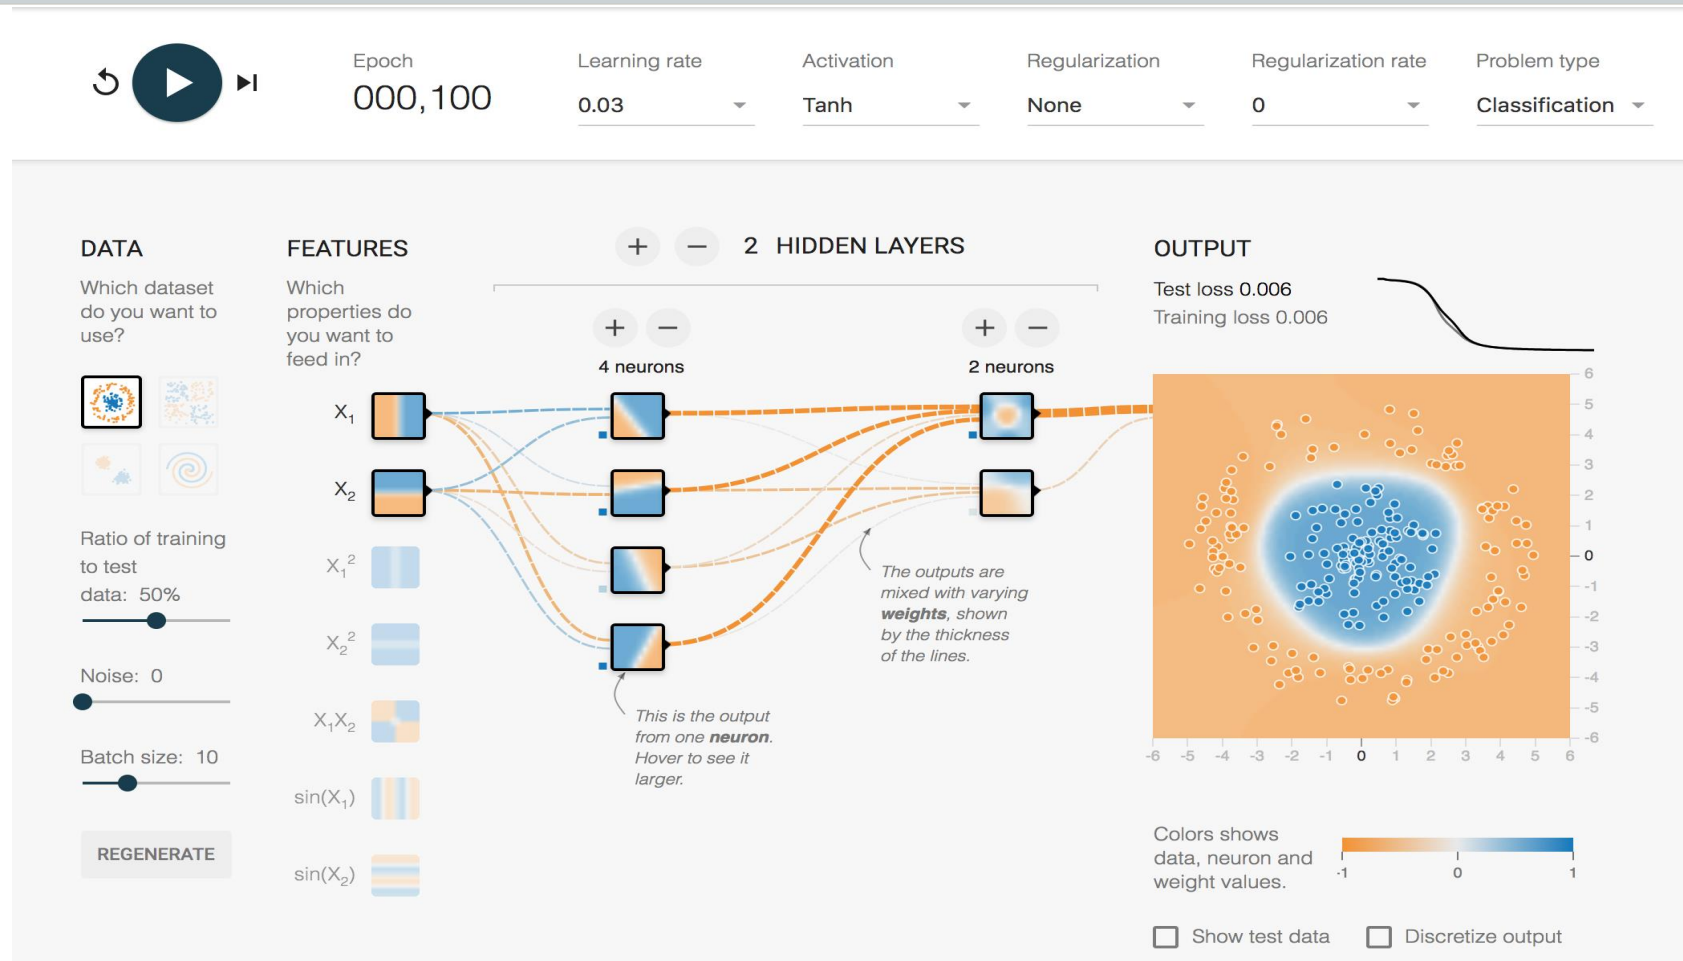 Epoch
000,100
Learning rate
0.03
Activation
Tanh
Regularization
None
Regularization rate
0
Problem type
Classification
DATA
Which dataset
do you want to
use?
Ratio of training
to test
data: 50%
Noise: 0
Batch size: 10
REGENERATE
FEATURES
Which
properties do
you want to
feed in?
X₁
X₂
X₁²
X₂²
X₁X₂
sin(X₁)
sin(X₂)
+ − 2 HIDDEN LAYERS
+ −
4 neurons
+ −
2 neurons
This is the output
from one neuron.
Hover to see it
larger.
The outputs are
mixed with varying
weights, shown
by the thickness
of the lines.
OUTPUT
Test loss 0.006
Training loss 0.006
6
5
4
3
2
1
0
-1
-2
-3
-4
-5
-6
-6 -5 -4 -3 -2 -1 0 1 2 3 4 5 6
Colors shows
data, neuron and
weight values.
-1 0 1
Show test data
Discretize output